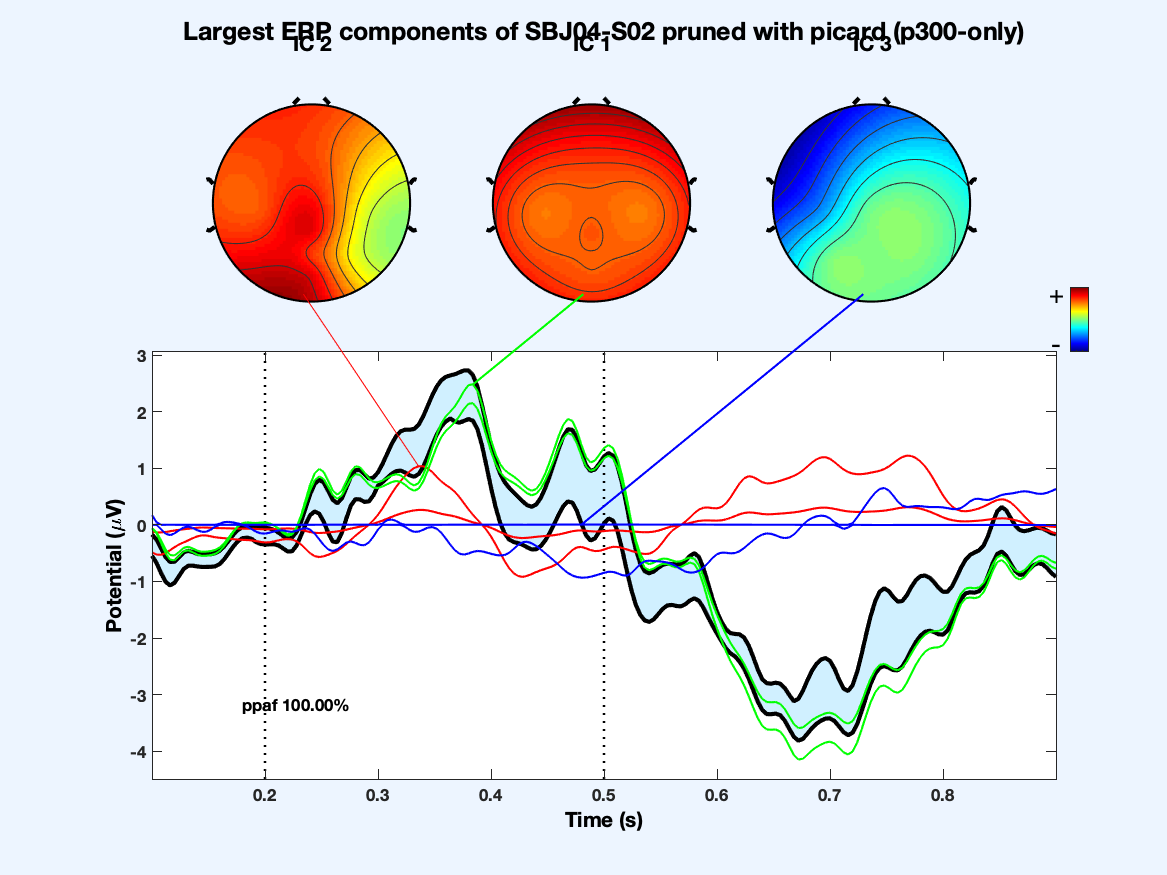 Largest ERP components of SBJ04-S02 pruned with picard (p300-only)
IC 2
IC 1
IC 3
+
-
3
2
1
0
-1
-2
-3
-4
Potential (μV)
ppaf 100.00%
0.2 0.3 0.4 0.5 0.6 0.7 0.8
Time (s)